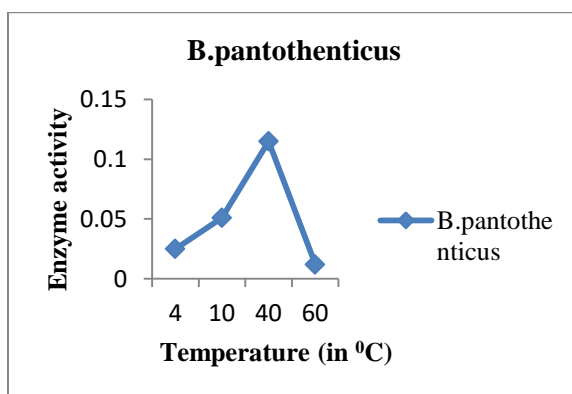 B.pantothenticus
Enzyme activity
0.15
0.1
0.05
0
4 10 40 60
Temperature (in ⁰C)
B.pantothe
nticus